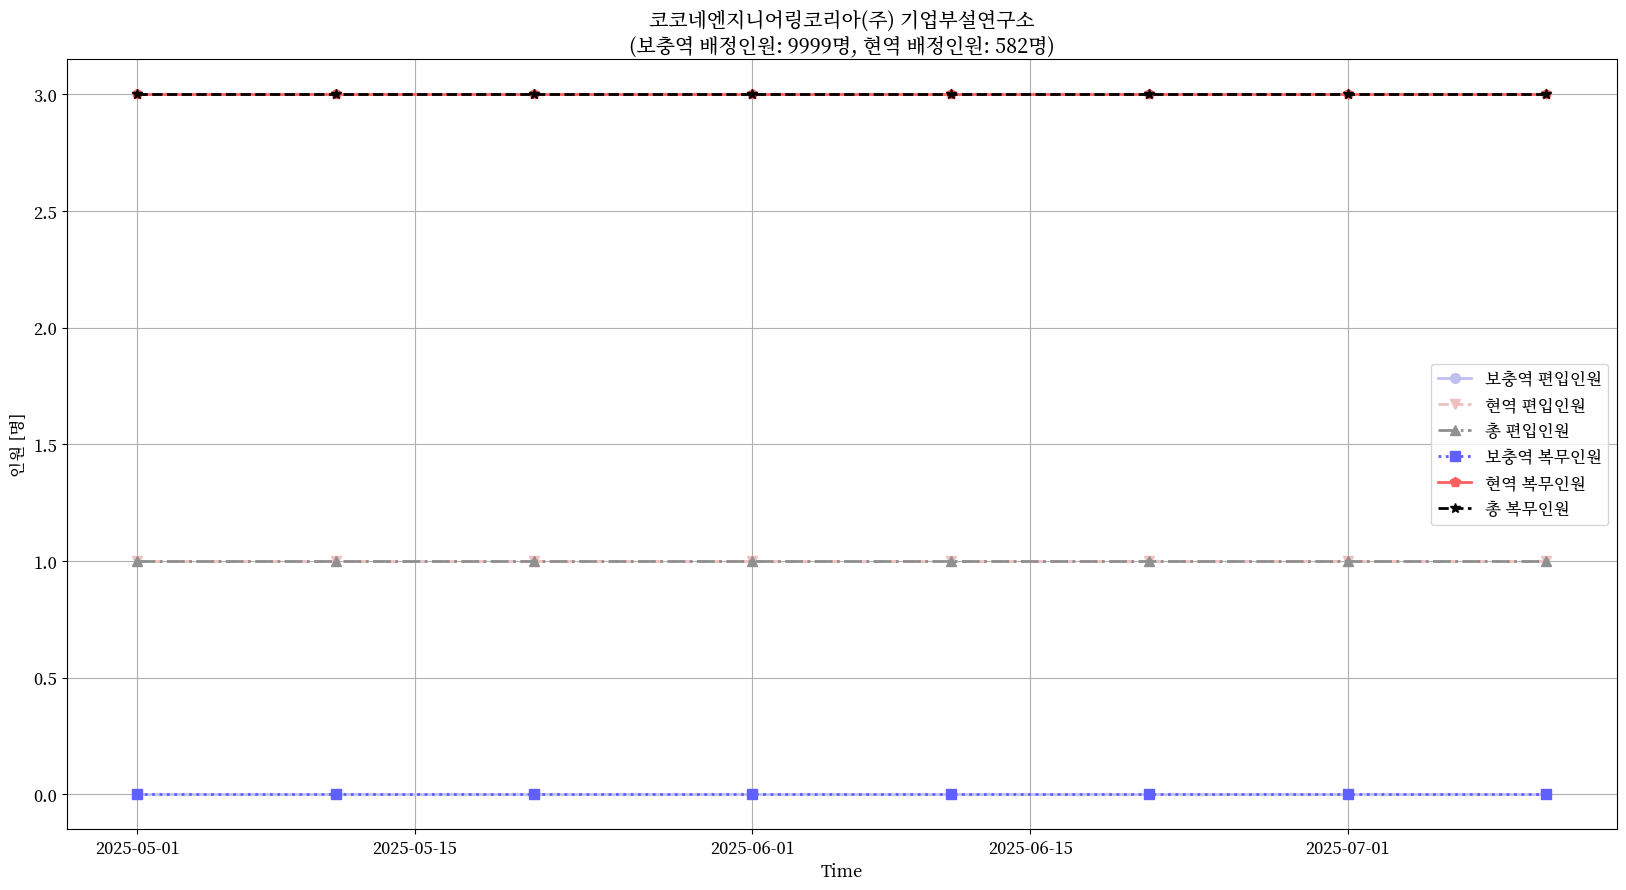 코코네엔지니어링코리아(주) 기업부설연구소
(보충역 배정인원: 9999명, 현역 배정인원: 582명)
3.0
2.5
2.0
1.5
1.0
0.5
0.0
인원 [명]
보충역 편입인원
현역 편입인원
총 편입인원
보충역 복무인원
현역 복무인원
총 복무인원
2025-05-01
2025-05-15
2025-06-01
2025-06-15
2025-07-01
Time